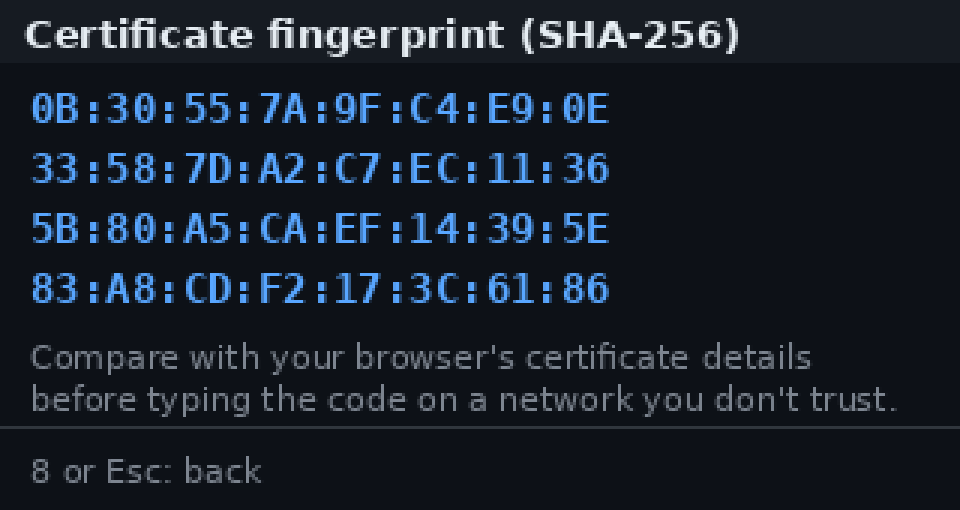 Certificate fingerprint (SHA-256)
0B:30:55:7A:9F:C4:E9:0E
33:58:7D:A2:C7:EC:11:36
5B:80:A5:CA:EF:14:39:5E
83:A8:CD:F2:17:3C:61:86
Compare with your browser's certificate details
before typing the code on a network you don't trust.
8 or Esc: back